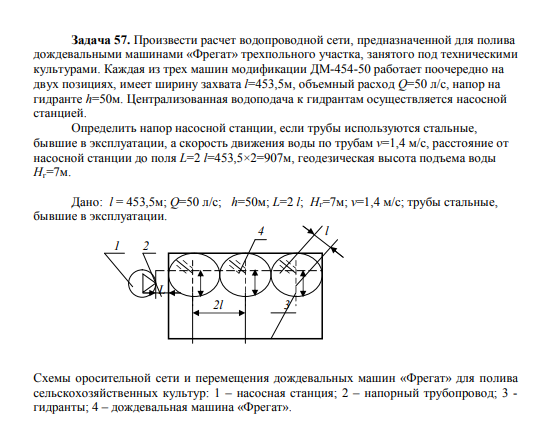 Задача 57. Произвести расчет водопроводной сети, предназначенной для полива
дождевальными машинами «Фрегат» трехпольного участка, занятого под техническими
культурами. Каждая из трех машин модификации ДМ-454-50 работает поочередно на
двух позициях, имеет ширину захвата l=453,5м, объемный расход Q=50 л/с, напор на
гидранте h=50м. Централизованная водоподача к гидрантам осуществляется насосной
станцией.
Определить напор насосной станции, если трубы используются стальные,
бывшие в эксплуатации, а скорость движения воды по трубам v=1,4 м/с, расстояние от
насосной станции до поля L=2 l=453,5×2=907м, геодезическая высота подъема воды
Hг=7м.
Дано: l = 453,5м; Q=50 л/с; h=50м; L=2 l; Hг=7м; v=1,4 м/с; трубы стальные,
бывшие в эксплуатации.
1 2 4 l
L
2l 3
Схемы оросительной сети и перемещения дождевальных машин «Фрегат» для полива
сельскохозяйственных культур: 1 – насосная станция; 2 – напорный трубопровод; 3 -
гидранты; 4 – дождевальная машина «Фрегат».